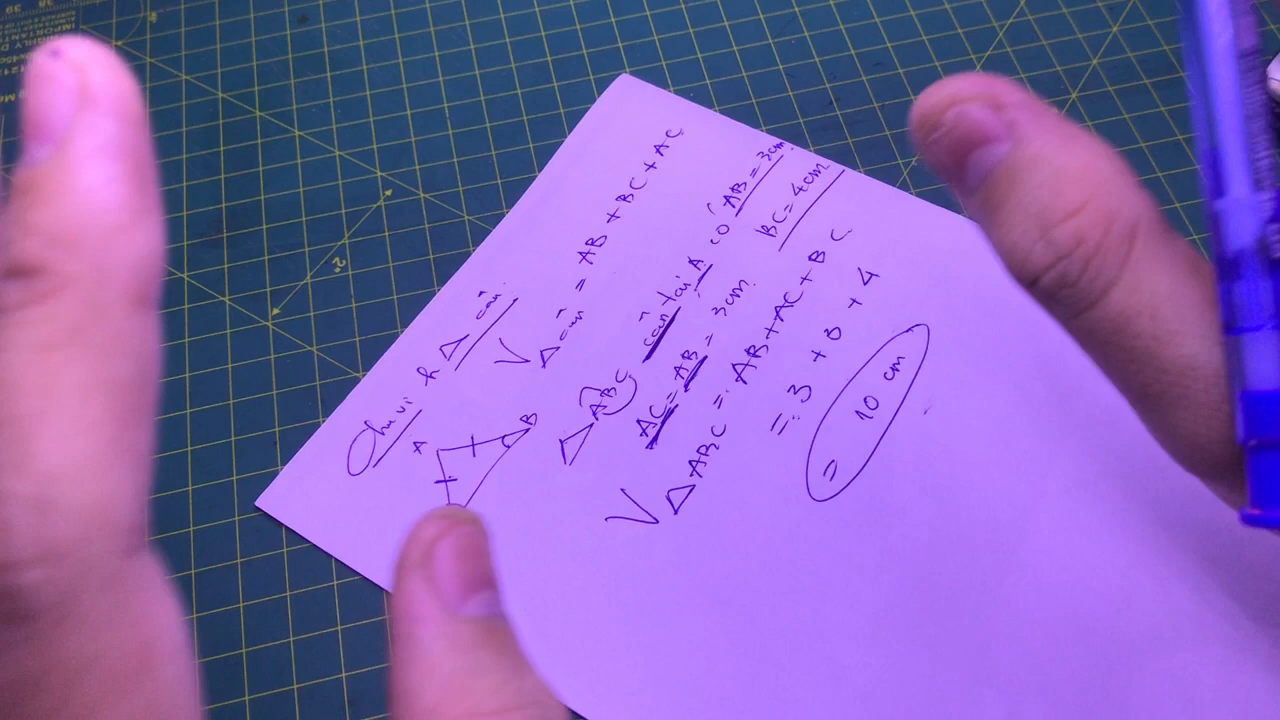 Chu vi h Δ cân.
A
B
V Δ cân = AB + BC + AC
Δ ABC cân tại A có AB = 3cm.
BC = 4cm
AC = AB = 3cm.
V Δ ABC = AB + AC + BC
= 3 + 3 + 4
= 10 cm
2"